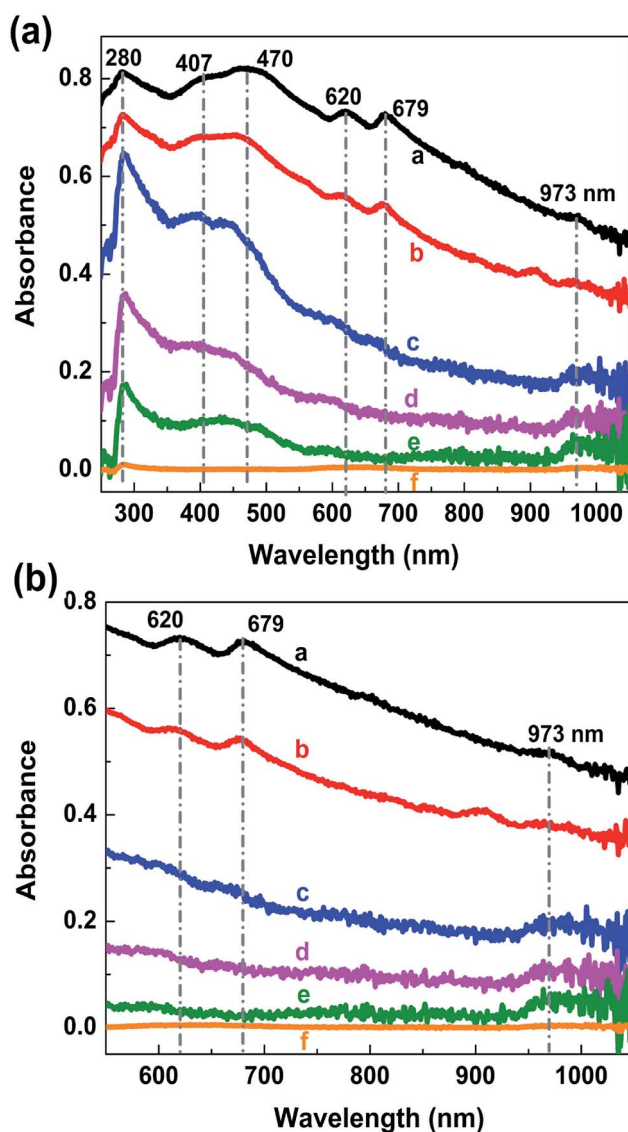 (a)
280 407 470 620 679 973 nm
0.8
0.6
0.4
0.2
0.0
Absorbance
a
b
c
d
e
f
300 400 500 600 700 800 900 1000
Wavelength (nm)
(b)
620 679 973 nm
0.8
0.6
0.4
0.2
0.0
Absorbance
a
b
c
d
e
f
600 700 800 900 1000
Wavelength (nm)